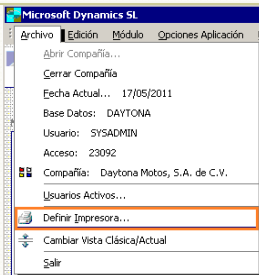 Microsoft Dynamics SL
Archivo Edición Módulo Opciones Aplicación
Abrir Compañía...
Cerrar Compañía
Fecha Actual... 17/05/2011
Base Datos: DAYTONA
Usuario: SYSADMIN
Acceso: 23092
Compañía: Daytona Motos, S.A. de C.V.
Usuarios Activos...
Definir Impresora...
Cambiar Vista Clásica/Actual
Salir